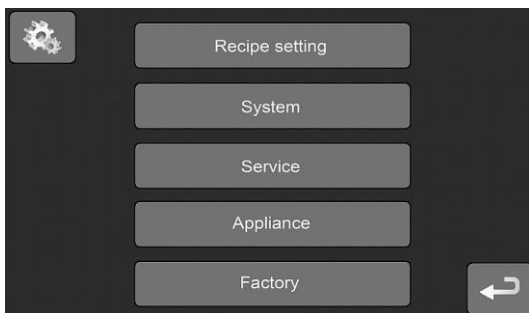 Recipe setting
System
Service
Appliance
Factory